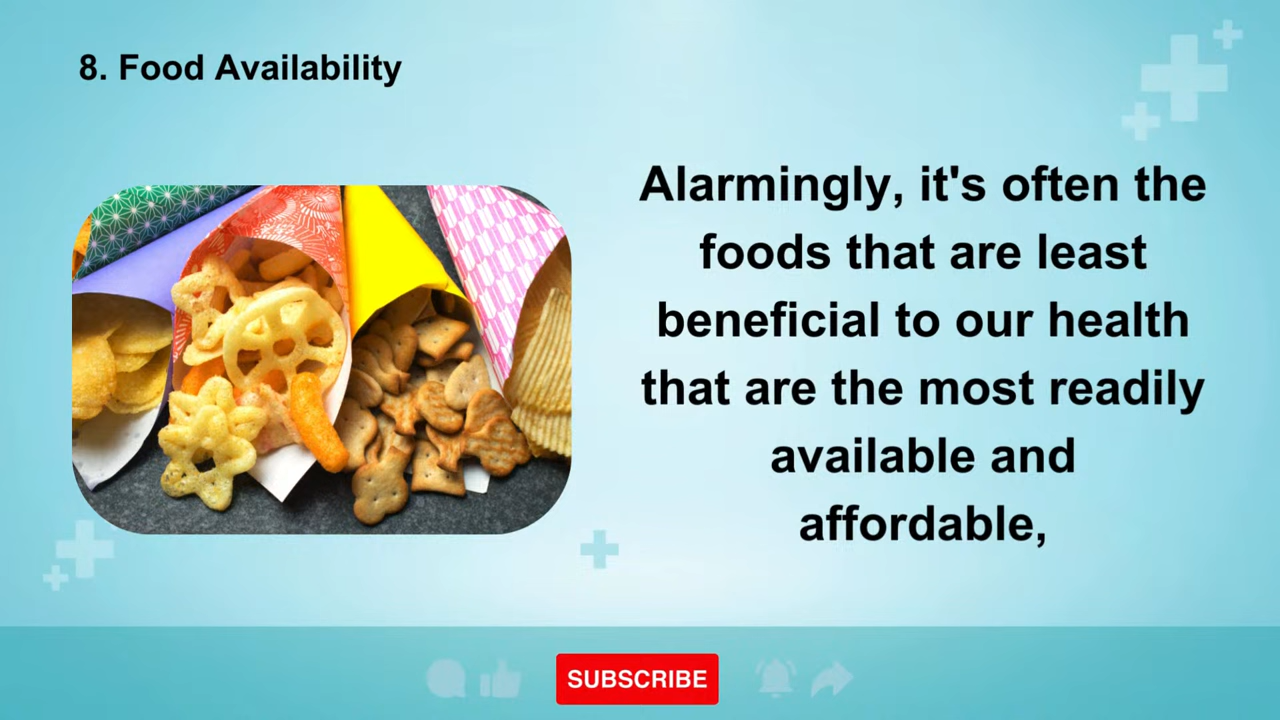 8. Food Availability
Alarmingly, it's often the
foods that are least
beneficial to our health
that are the most readily
available and
affordable,
SUBSCRIBE